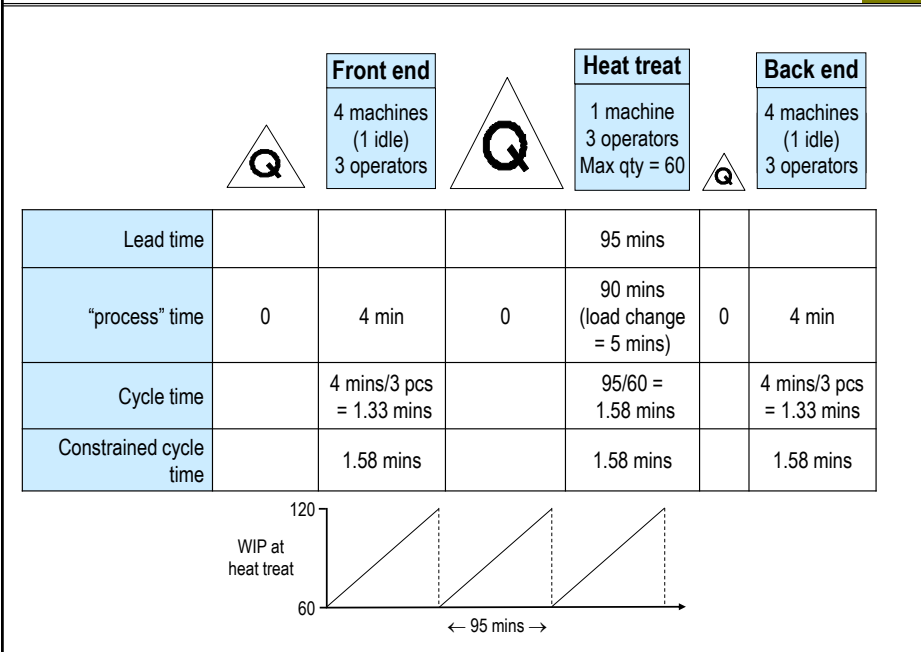 Front end
4 machines
(1 idle)
3 operators
Heat treat
1 machine
3 operators
Max qty = 60
Back end
4 machines
(1 idle)
3 operators
Q
Q
Q
Lead time
95 mins
“process” time
0
4 min
0
90 mins
(load change
= 5 mins)
0
4 min
Cycle time
4 mins/3 pcs
= 1.33 mins
95/60 =
1.58 mins
4 mins/3 pcs
= 1.33 mins
Constrained cycle
time
1.58 mins
1.58 mins
1.58 mins
120
WIP at
heat treat
60
← 95 mins →